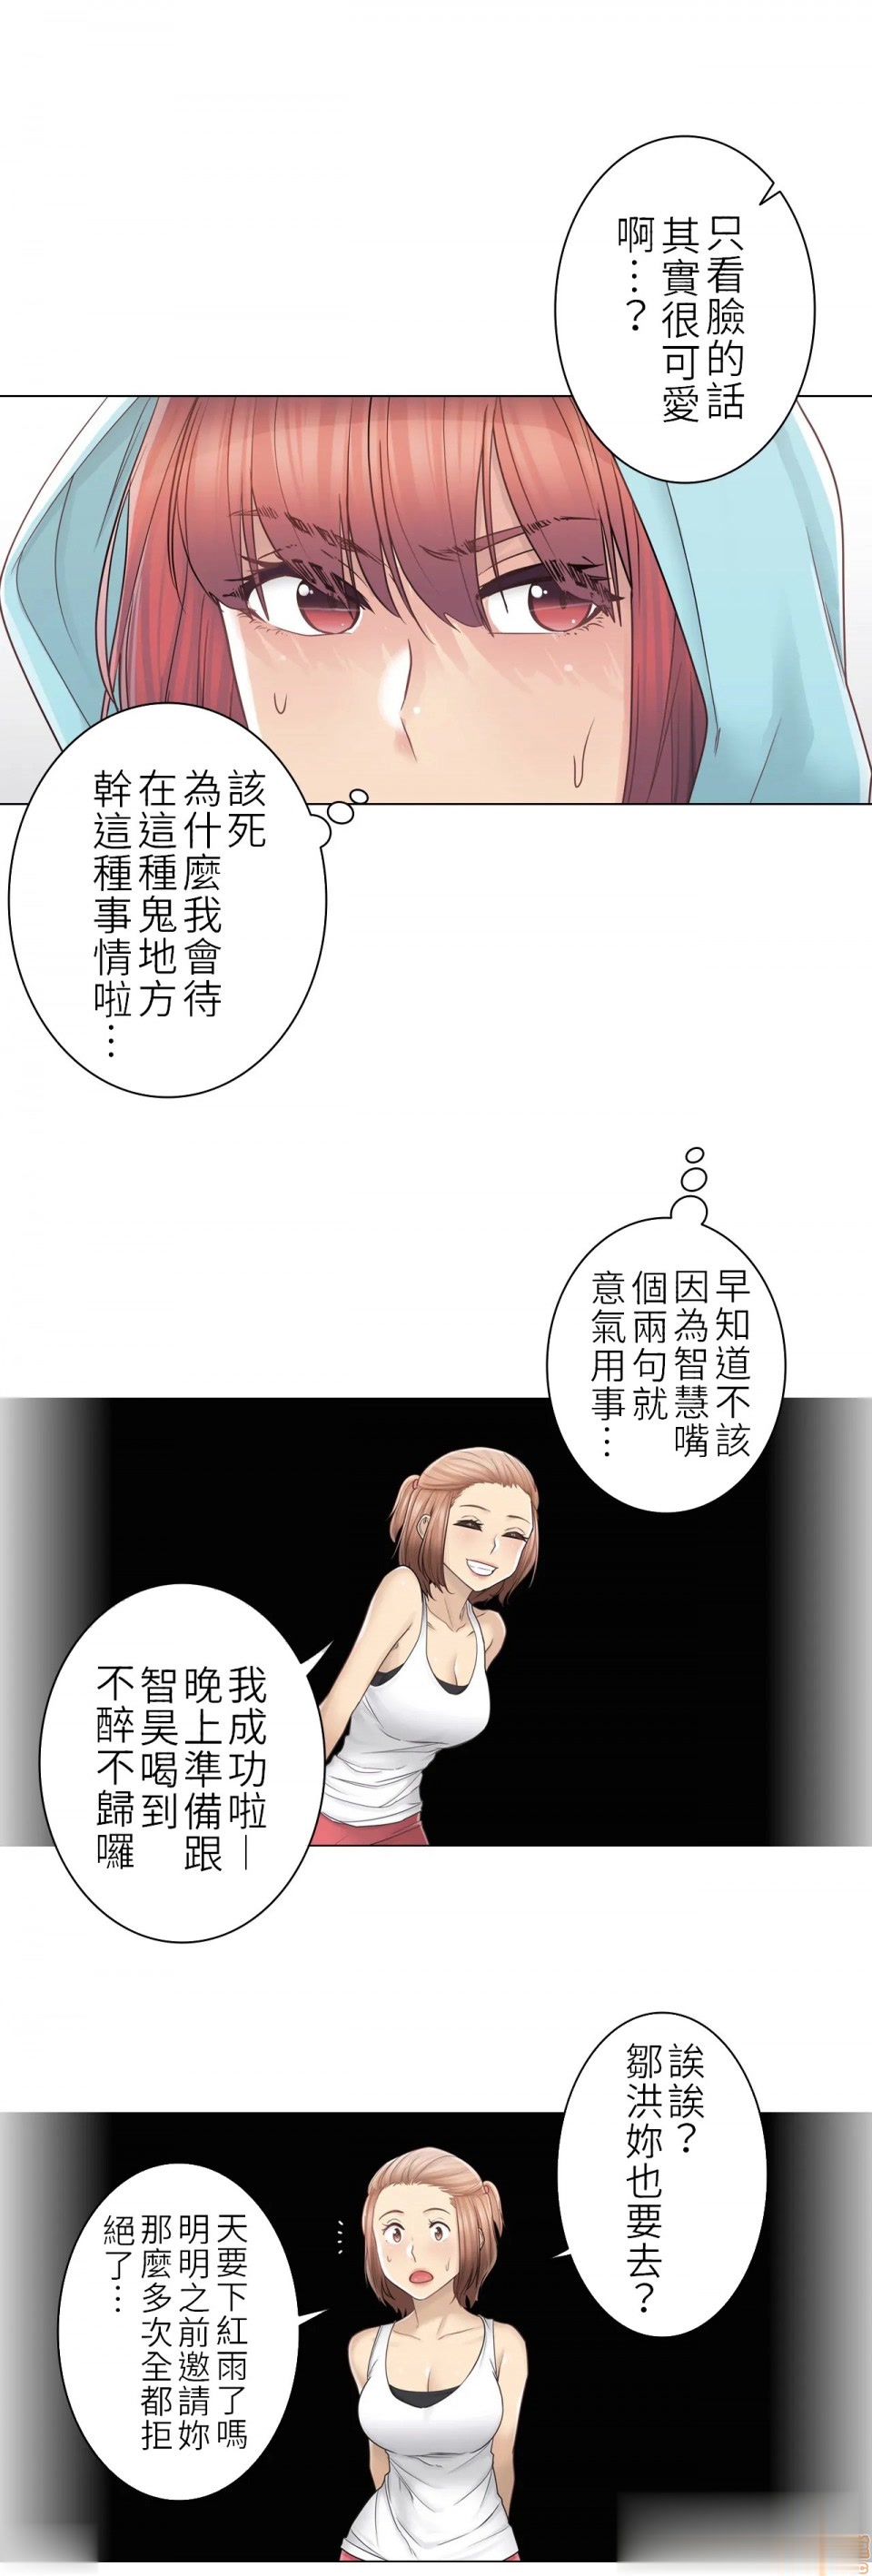 只看臉的話
其實很可愛
啊…？
該死
為什麼我會待
在這種鬼地方
幹這種事情啦…
早知道不該
因為智慧嘴
個兩句就
意氣用事…
我成功啦—
晚上準備跟
智昊喝到
不醉不歸囉
誒誒？
鄒洪妳也要去？
天要下紅雨了嗎
明明之前邀請妳
那麼多次全都拒
絕了…